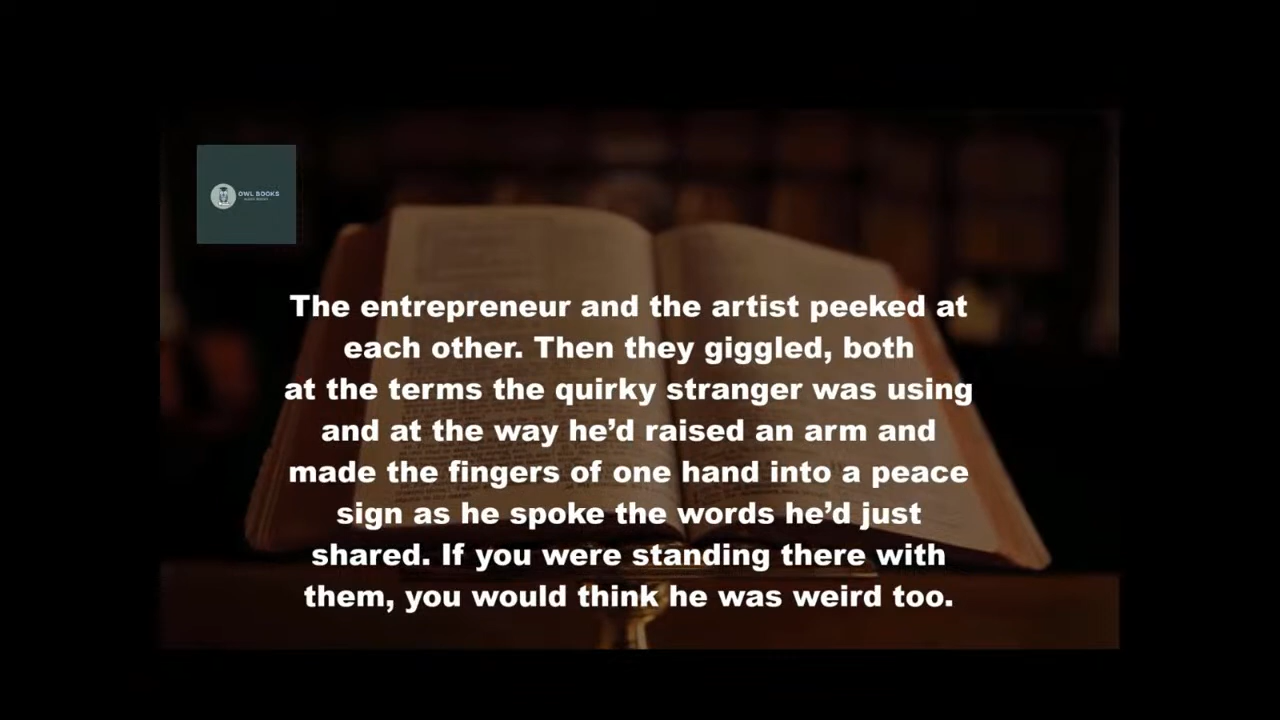 OWL BOOKS
The entrepreneur and the artist peeked at
each other. Then they giggled, both
at the terms the quirky stranger was using
and at the way he’d raised an arm and
made the fingers of one hand into a peace
sign as he spoke the words he’d just
shared. If you were standing there with
them, you would think he was weird too.